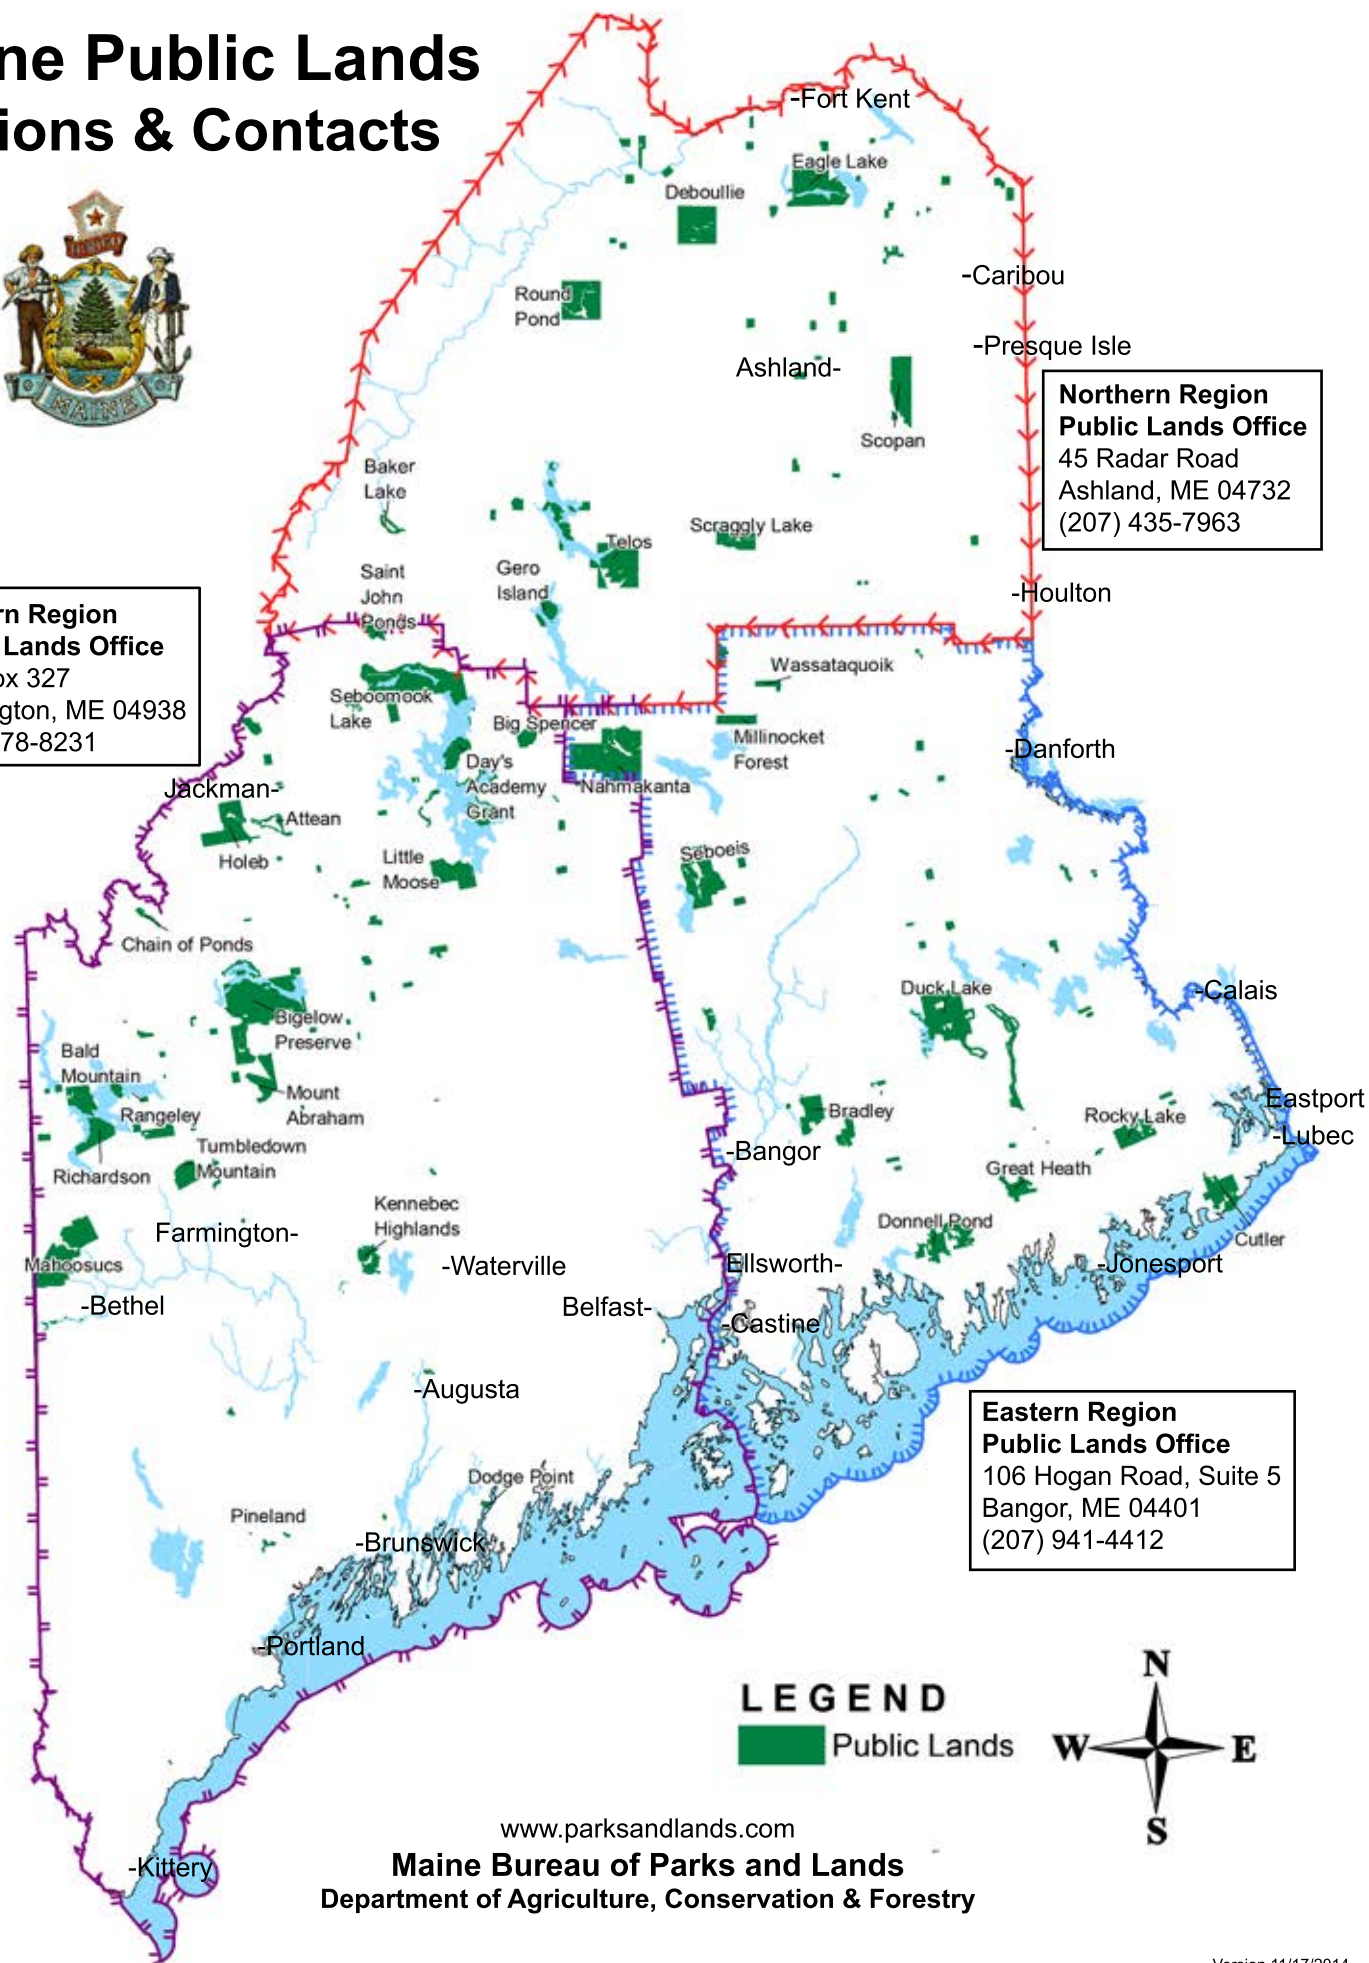 ne Public Lands
ions & Contacts
MAINE
-Fort Kent
Eagle Lake
Deboullie
-Caribou
Round
Pond
-Presque Isle
Ashland-
Northern Region
Public Lands Office
45 Radar Road
Ashland, ME 04732
(207) 435-7963
Scopan
Baker
Lake
Scraggly Lake
Telos
Gero
Island
Saint
John
Ponds
-Houlton
rn Region
Lands Office
ox 327
gton, ME 04938
78-8231
Wassataquoik
Seboomook
Lake
Big Spencer
Millinocket
Forest
-Danforth
Day's
Academy
Grant
Nahmakanta
Jackman-
Attean
Holeb
Little
Moose
Seboeis
Chain of Ponds
Duck Lake
-Calais
Bigelow
Preserve
Bald
Mountain
Mount
Abraham
Rangeley
Bradley
Rocky Lake
Eastport
-Lubec
Tumbledown
Mountain
Richardson
-Bangor
Great Heath
Kennebec
Highlands
Donnell Pond
Farmington-
Cutler
Mahoosucs
-Waterville
Ellsworth-
-Jonesport
-Bethel
Belfast-
-Castine
-Augusta
Eastern Region
Public Lands Office
106 Hogan Road, Suite 5
Bangor, ME 04401
(207) 941-4412
Dodge Point
Pineland
-Brunswick
-Portland
LEGEND
Public Lands
N
W
E
S
www.parksandlands.com
Maine Bureau of Parks and Lands
Department of Agriculture, Conservation & Forestry
-Kittery
Version 11/17/2014